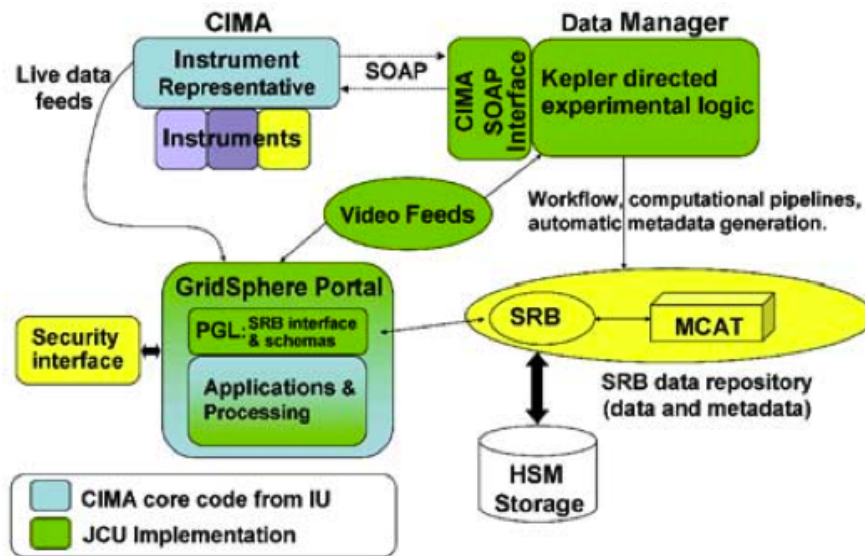 CIMA
Data Manager
Live data
feeds
Instrument
Representative
SOAP
CIMA
SOAP
Interface
Kepler directed
experimental logic
Instruments
Video Feeds
Workflow, computational pipelines,
automatic metadata generation.
GridSphere Portal
PGL: SRB interface
& schemas
Security
interface
Applications &
Processing
SRB
MCAT
SRB data repository
(data and metadata)
HSM
Storage
CIMA core code from IU
JCU Implementation